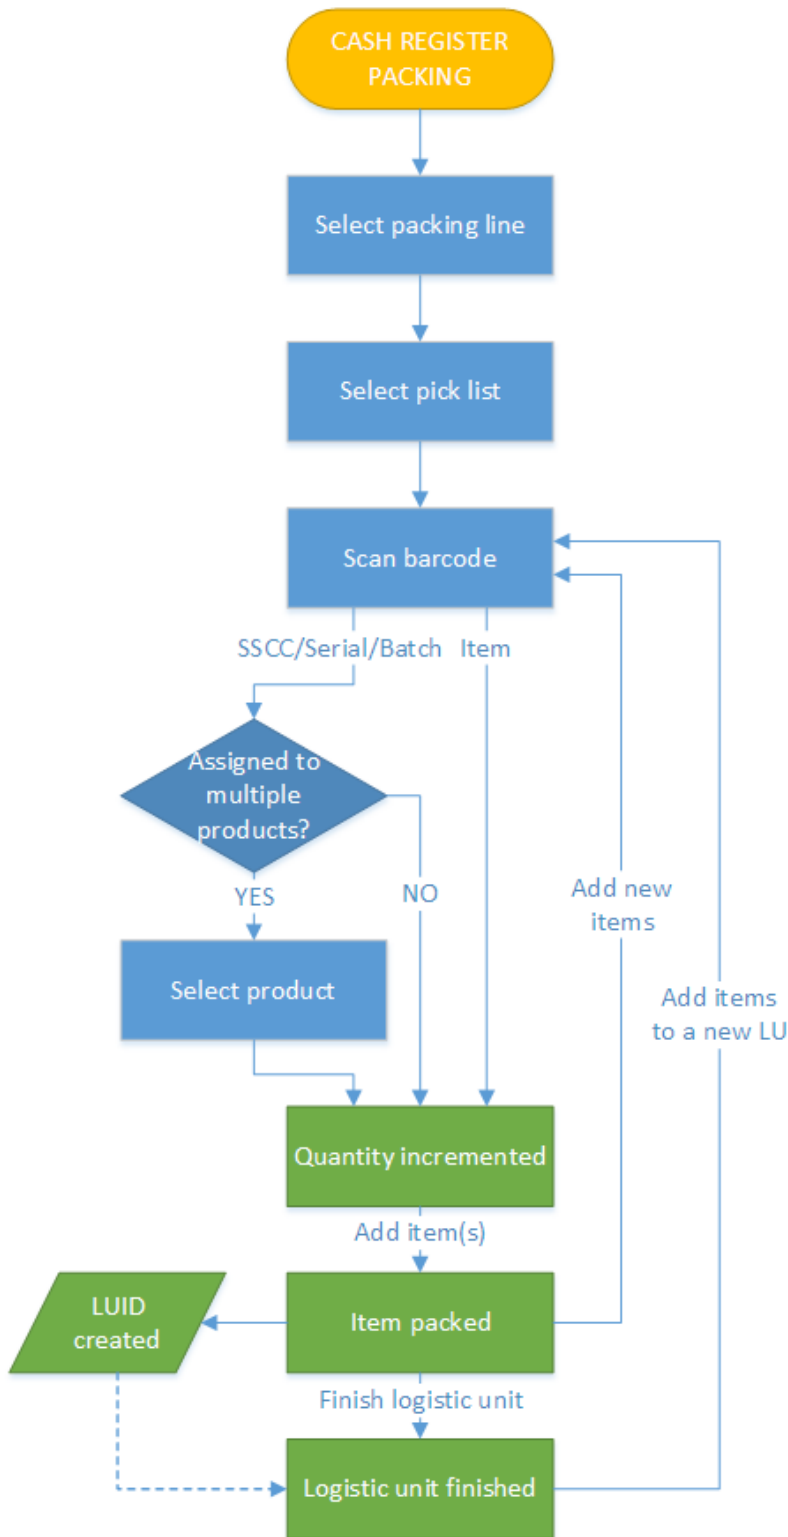 CASH REGISTER
PACKING
Select packing line
Select pick list
Scan barcode
SSCC/Serial/Batch
Item
Assigned to
multiple
products?
YES
NO
Add new
items
Select product
Add items
to a new LU
Quantity incremented
Add item(s)
LUID
created
Item packed
Finish logistic unit
Logistic unit finished